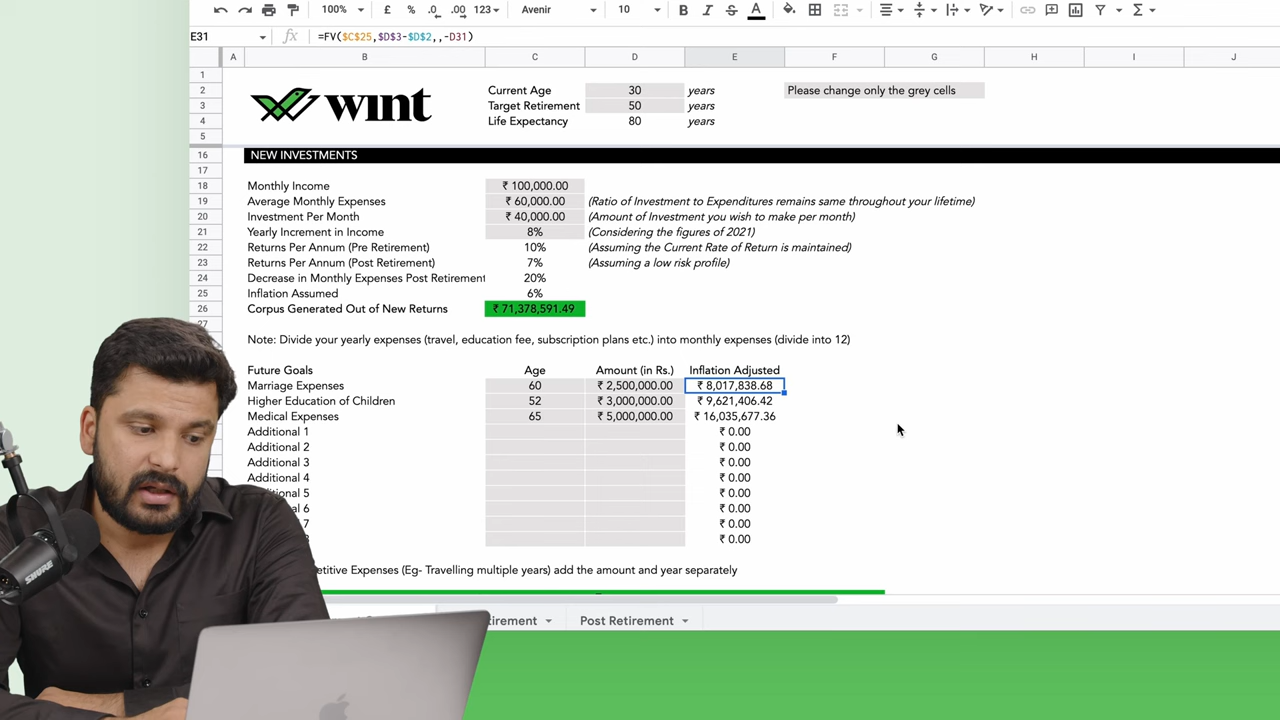 100% £ % .0 .00 123 Avenir 10 B I S A
E31 fx =FV($C$25,$D$3-$D$2,,-D31)
A B C D E F G H I J
1
2 Current Age 30 years Please change only the grey cells
3 wint Target Retirement 50 years
4 Life Expectancy 80 years
5
16 NEW INVESTMENTS
17
18 Monthly Income ₹ 100,000.00
19 Average Monthly Expenses ₹ 60,000.00 (Ratio of Investment to Expenditures remains same throughout your lifetime)
20 Investment Per Month ₹ 40,000.00 (Amount of Investment you wish to make per month)
21 Yearly Increment in Income 8% (Considering the figures of 2021)
22 Returns Per Annum (Pre Retirement) 10% (Assuming the Current Rate of Return is maintained)
23 Returns Per Annum (Post Retirement) 7% (Assuming a low risk profile)
24 Decrease in Monthly Expenses Post Retirement 20%
25 Inflation Assumed 6%
26 Corpus Generated Out of New Returns ₹ 71,378,591.49
27
Note: Divide your yearly expenses (travel, education fee, subscription plans etc.) into monthly expenses (divide into 12)
Future Goals Age Amount (in Rs.) Inflation Adjusted
Marriage Expenses 60 ₹ 2,500,000.00 ₹ 8,017,838.68
Higher Education of Children 52 ₹ 3,000,000.00 ₹ 9,621,406.42
Medical Expenses 65 ₹ 5,000,000.00 ₹ 16,035,677.36
Additional 1 ₹ 0.00
Additional 2 ₹ 0.00
Additional 3 ₹ 0.00
Additional 4 ₹ 0.00
5 ₹ 0.00
6 ₹ 0.00
7 ₹ 0.00
₹ 0.00
Expenses (Eg- Travelling multiple years) add the amount and year separately
Post Retirement
SHURE